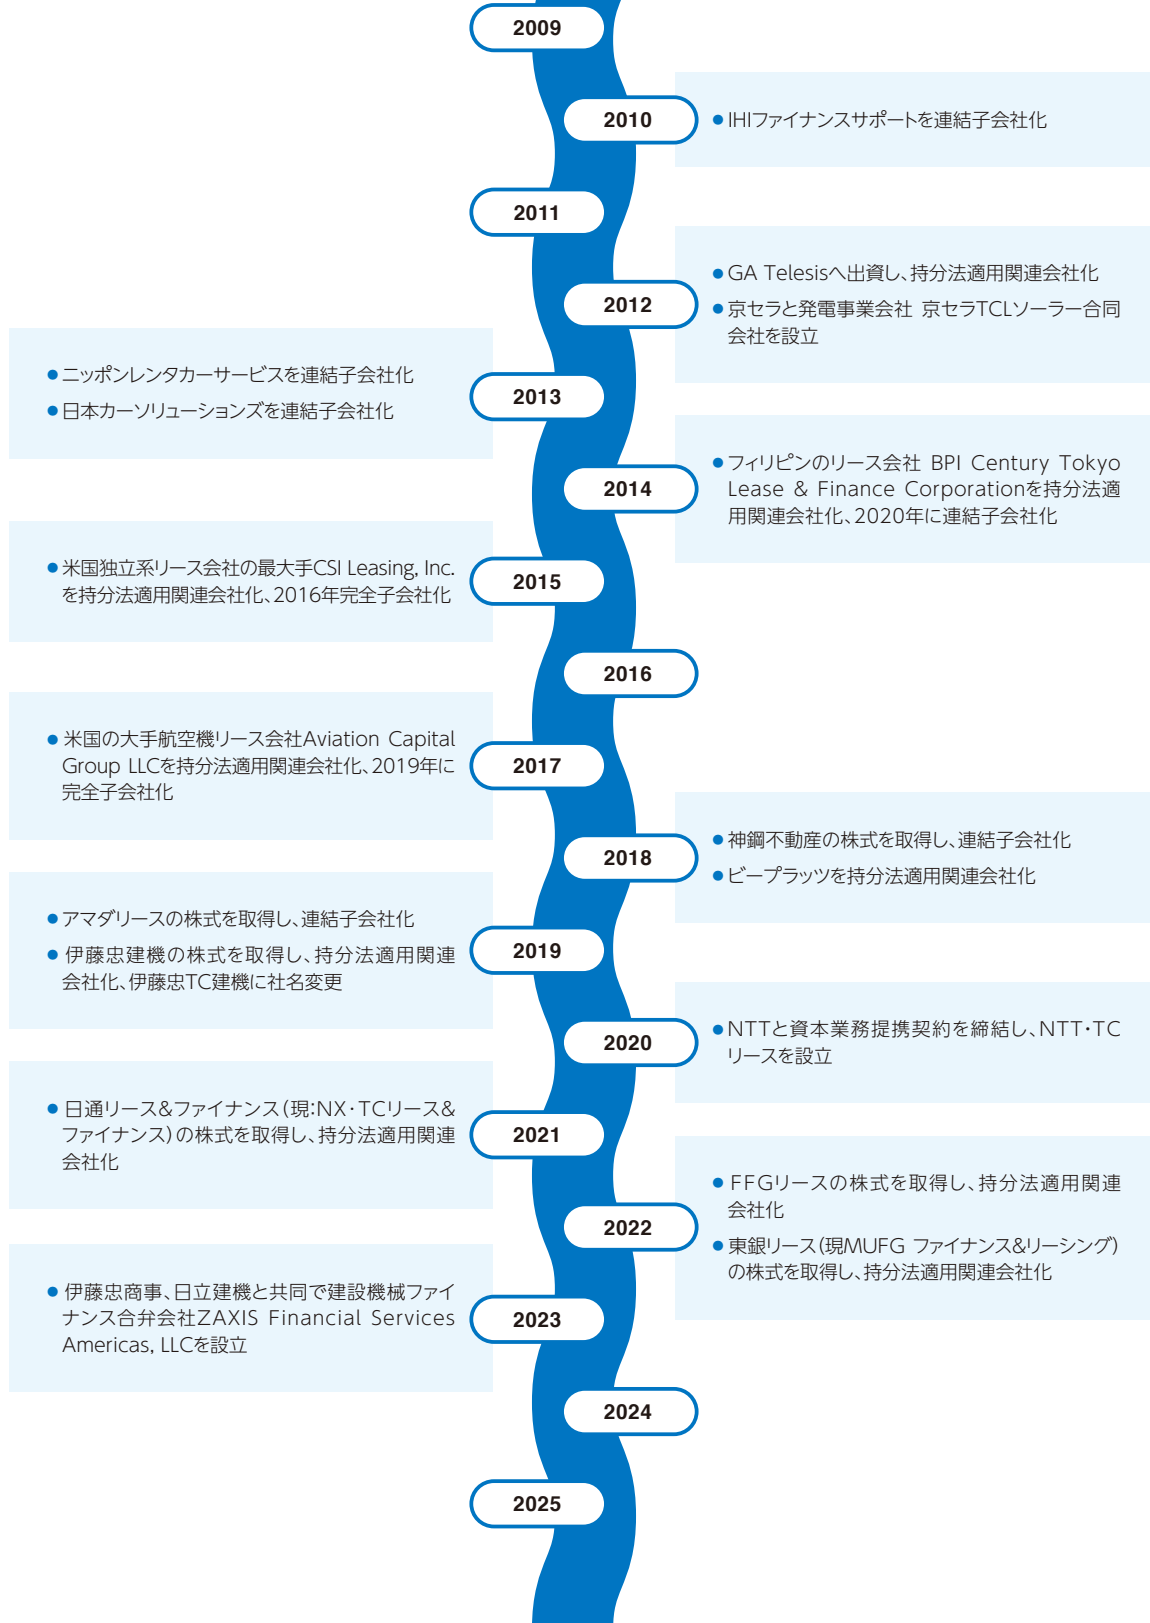 2009
2010
●IHIファイナンスサポートを連結子会社化
2011
2012
●GA Telesisへ出資し、持分法適用関連会社化
●京セラと発電事業会社 京セラTCLソーラー合同
会社を設立
2013
●ニッポンレンタカーサービスを連結子会社化
●日本カーソリューションズを連結子会社化
2014
●フィリピンのリース会社 BPI Century Tokyo
Lease & Finance Corporationを持分法適
用関連会社化、2020年に連結子会社化
2015
●米国独立系リース会社の最大手CSI Leasing, Inc.
を持分法適用関連会社化、2016年完全子会社化
2016
2017
●米国の大手航空機リース会社Aviation Capital
Group LLCを持分法適用関連会社化、2019年に
完全子会社化
2018
●神鋼不動産の株式を取得し、連結子会社化
●ビープラッツを持分法適用関連会社化
2019
●アマダリースの株式を取得し、連結子会社化
●伊藤忠建機の株式を取得し、持分法適用関連
会社化、伊藤忠TC建機に社名変更
2020
●NTTと資本業務提携契約を締結し、NTT・TC
リースを設立
2021
●日通リース&ファイナンス（現：NX・TCリース&
ファイナンス）の株式を取得し、持分法適用関連
会社化
2022
●FFGリースの株式を取得し、持分法適用関連
会社化
●東銀リース（現MUFG ファイナンス&リーシング）
の株式を取得し、持分法適用関連会社化
2023
●伊藤忠商事、日立建機と共同で建設機械ファイ
ナンス合弁会社ZAXIS Financial Services
Americas, LLCを設立
2024
2025